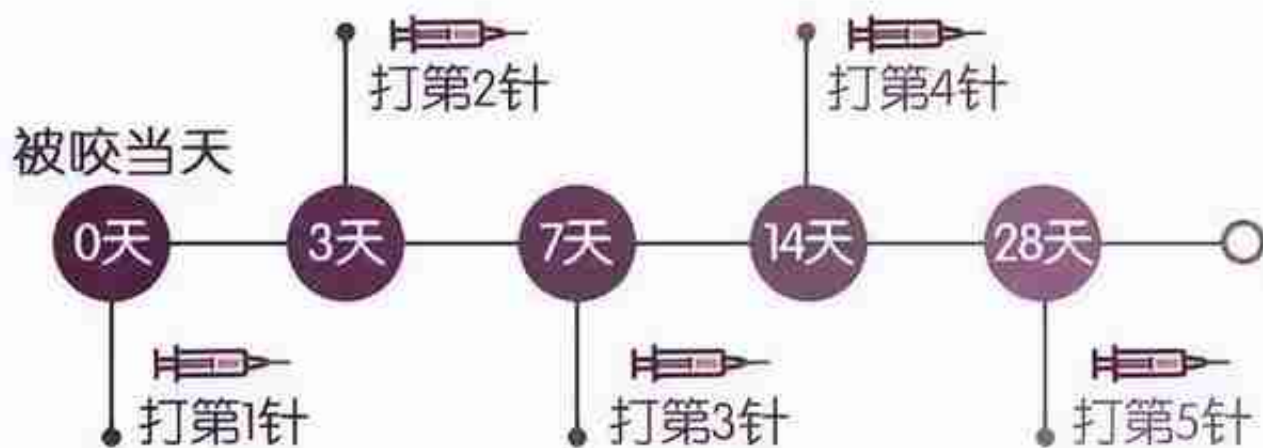 打第2针
打第4针
被咬当天
0天
3天
7天
14天
28天
打第1针
打第3针
打第5针